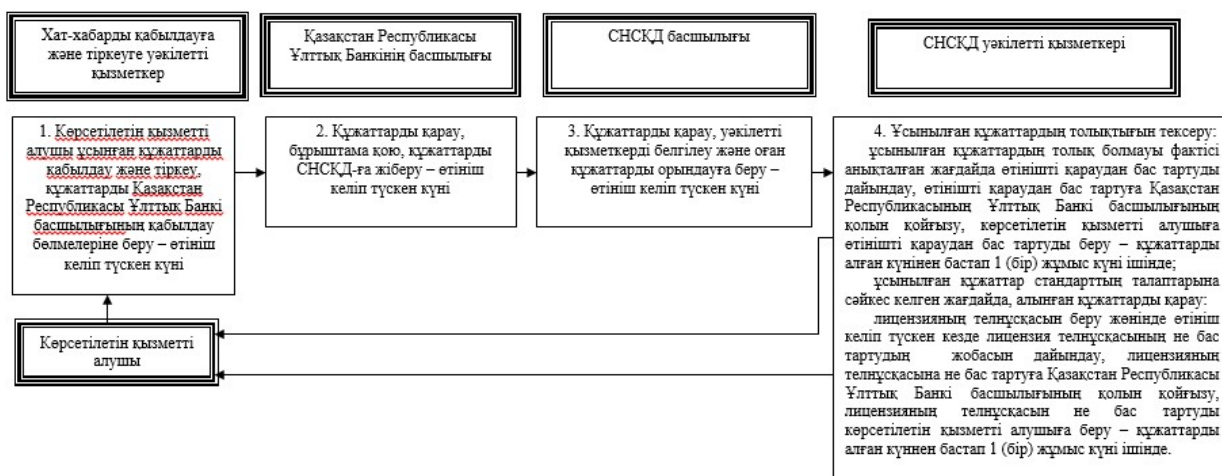 Хат-хабарды қабылдауға
және тіркеуге уәкілетті
қызметкер
Қазақстан Республикасы
Ұлттық Банкінің басшылығы
СНСҚД басшылығы
СНСҚД уәкілетті қызметкері
1. Көрсетілетін қызметті
алушы ұсынған құжаттарды
қабылдау және тіркеу,
құжаттарды Қазақстан
Республикасы Ұлттық Банкі
басшылығының қабылдау
бөлмелеріне беру – өтініш
келіп түскен күні
2. Құжаттарды қарау,
бұрыштама қою, құжаттарды
СНСҚД-ға жіберу – өтініш
келіп түскен күні
3. Құжаттарды қарау, уәкілетті
қызметкерді белгілеу және оған
құжаттарды орындауға беру –
өтініш келіп түскен күні
4. Ұсынылған құжаттардың толықтығын тексеру:
ұсынылған құжаттардың толық болмауы фактісі
анықталған жағдайда өтінішті қараудан бас тартуды
дайындау, өтінішті қараудан бас тартуға Қазақстан
Республикасының Ұлттық Банкі басшылығының
қолын қойғызу, көрсетілетін қызметті алушыға
өтінішті қараудан бас тартуды беру – құжаттарды
алған күнінен бастап 1 (бір) жұмыс күні ішінде;
ұсынылған құжаттар стандарттың талаптарына
сәйкес келген жағдайда, алынған құжаттарды қарау:
лицензияның телнұсқасын беру жөнінде өтініш
келіп түскен кезде лицензия телнұсқасының не бас
тартудың жобасын дайындау, лицензияның
телнұсқасына не бас тартуға Қазақстан Республикасы
Ұлттық Банкі басшылығының қолын қойғызу,
лицензияның телнұсқасын не бас тартуды
көрсетілетін қызметті алушыға беру – құжаттарды
алған күннен бастап 1 (бір) жұмыс күні ішінде.
Көрсетілетін қызметті
алушы